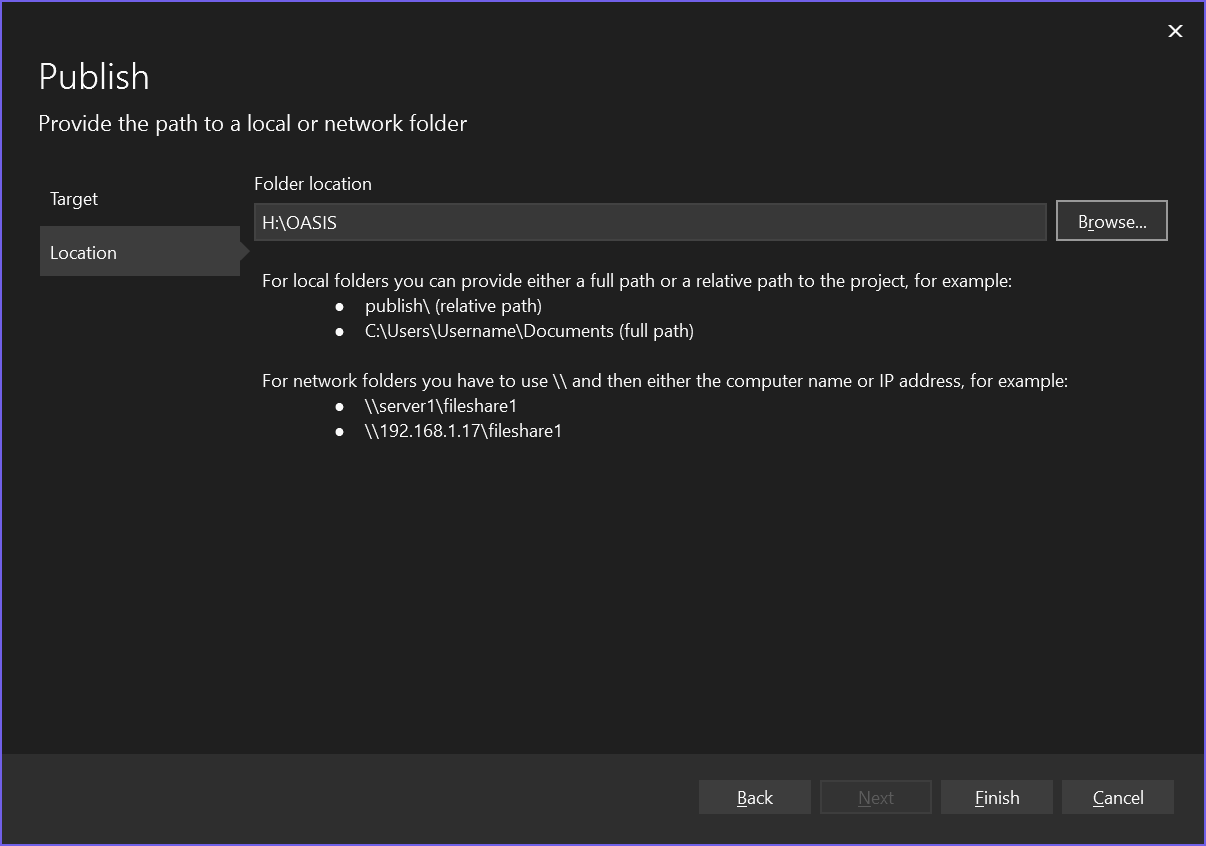 Publish
Provide the path to a local or network folder
Target
Location
Folder location
H:\OASIS
Browse...
For local folders you can provide either a full path or a relative path to the project, for example:
● publish\ (relative path)
● C:\Users\Username\Documents (full path)
For network folders you have to use \\ and then either the computer name or IP address, for example:
● \\server1\fileshare1
● \\192.168.1.17\fileshare1
Back
Next
Finish
Cancel